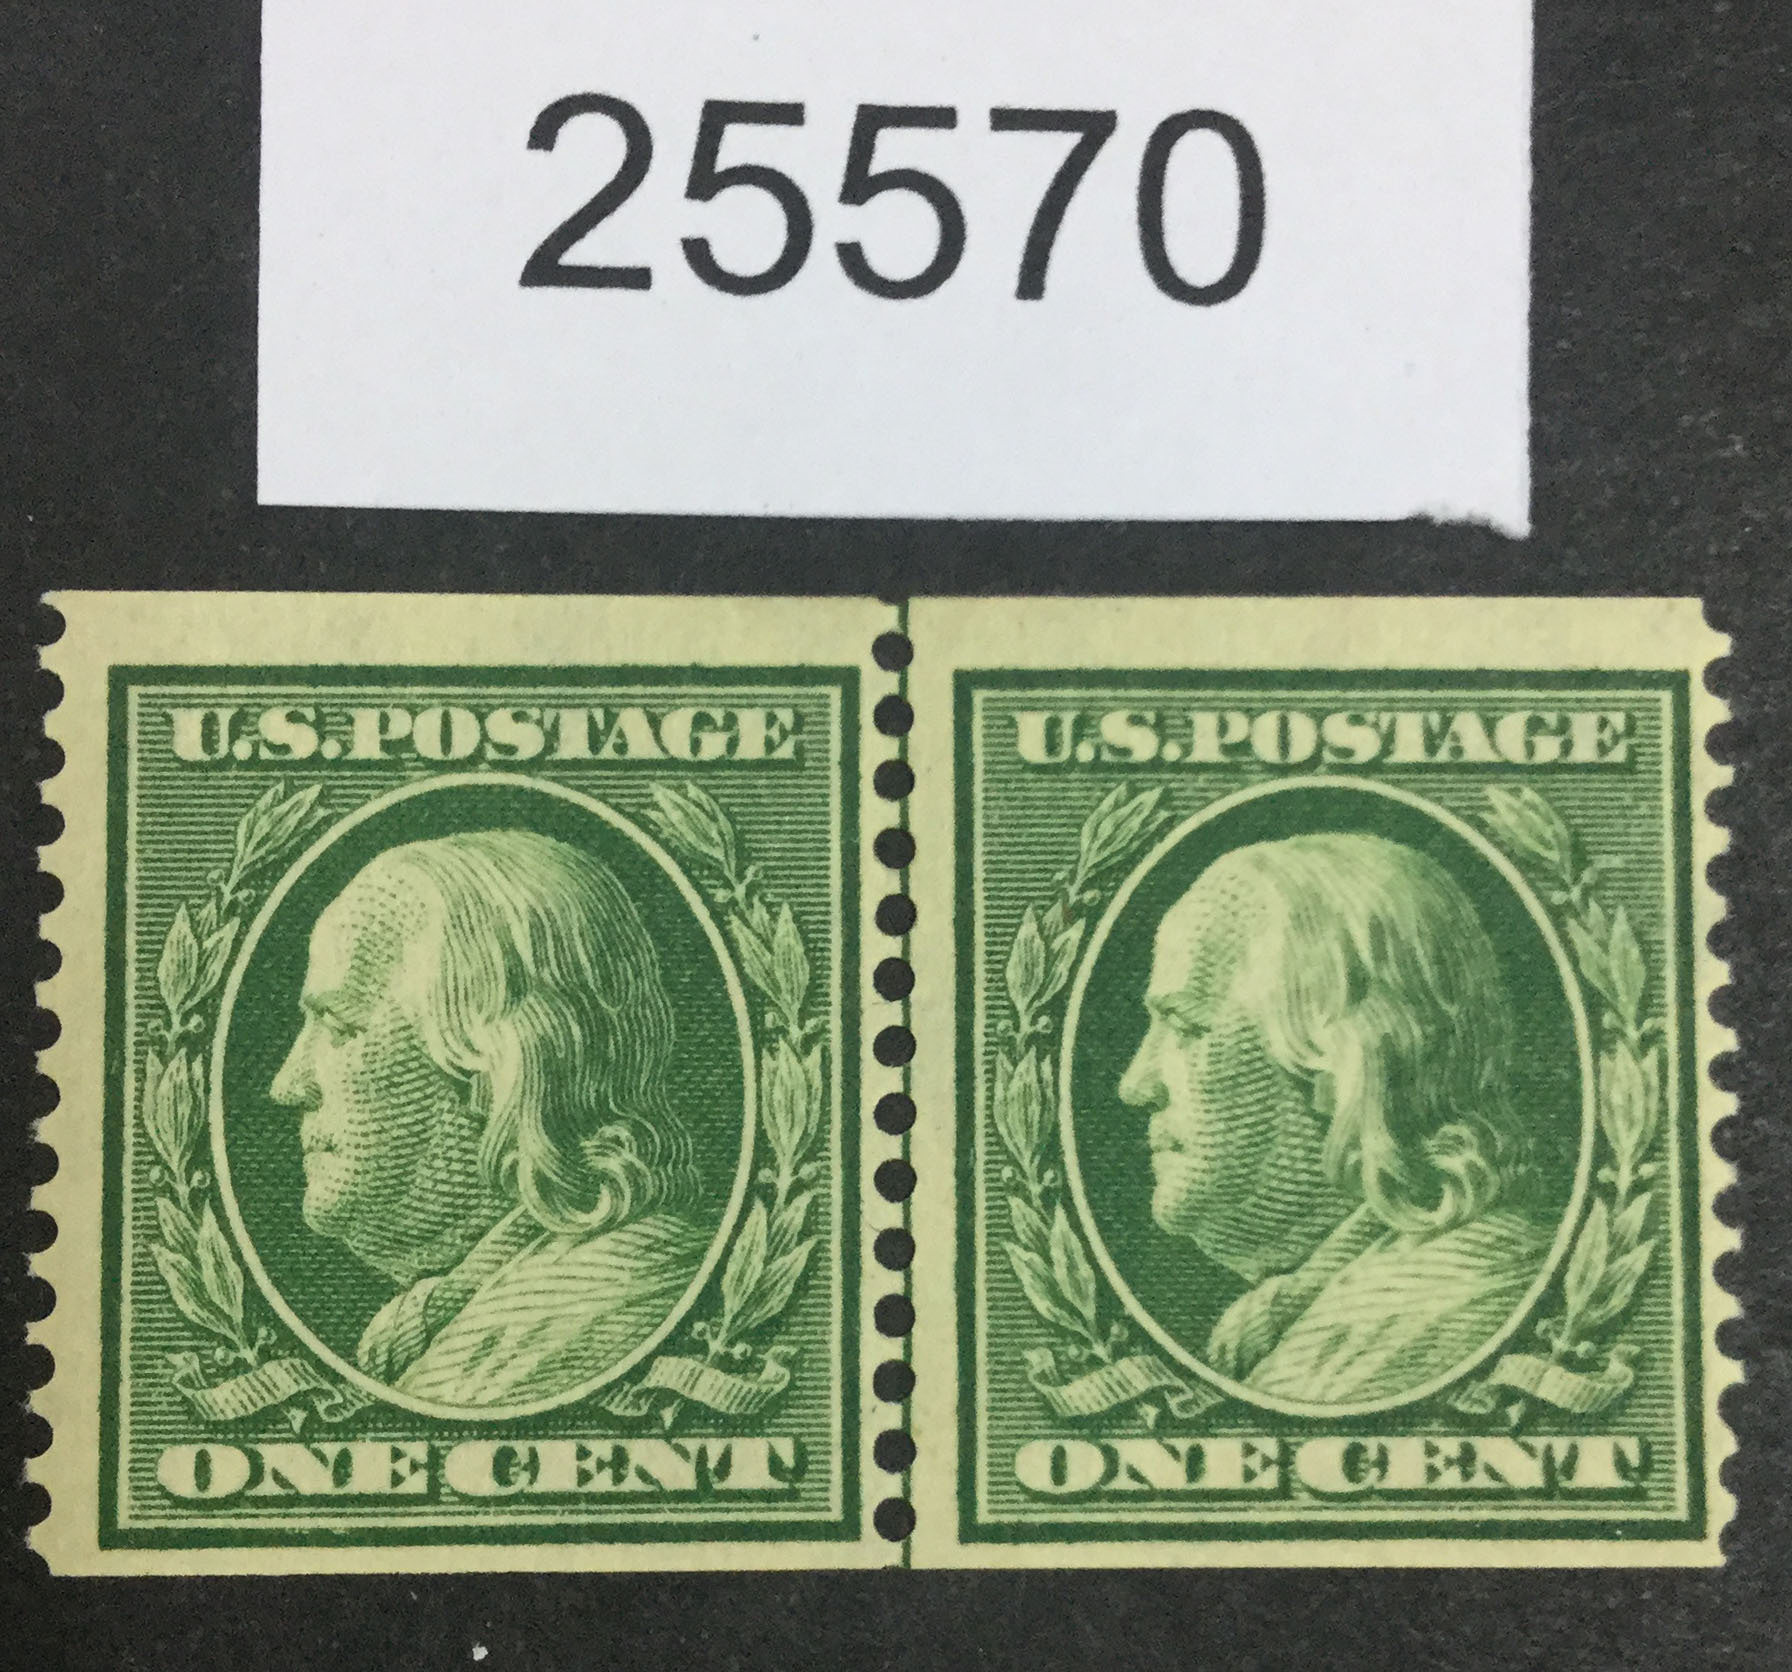 25570
U.S.POSTAGE U.S.POSTAGE
ONE CENT ONE CENT